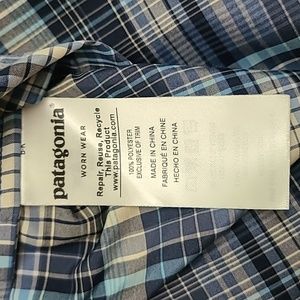 patagonia
WORN WEAR
Repair, Reuse, Recycle
This Product
www.patagonia.com
100% POLYESTER
EXCLUSIVE OF TRIM
MADE IN CHINA
FABRIQUÉ EN CHINE
HECHO EN CHINA